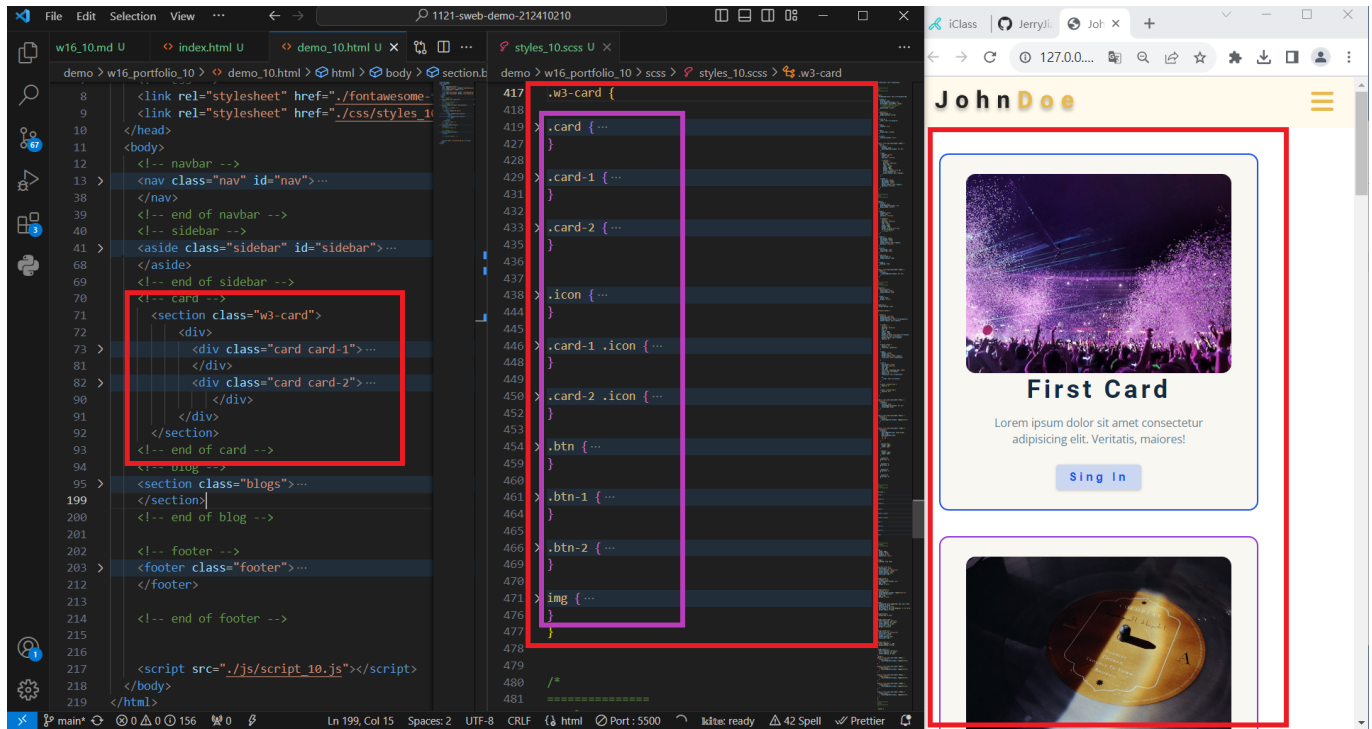 File Edit Selection View ··· 1121-sweb-demo-212410210
w16_10.md U index.html U demo_10.html U
demo > w16_portfolio_10 > demo_10.html > html > body > section.b
8 <link rel="stylesheet" href="./fontawesome-
9 <link rel="stylesheet" href="./css/styles_1
10 </head>
11 <body>
12 <!-- navbar -->
13 <nav class="nav" id="nav">···
38 </nav>
39 <!-- end of navbar -->
40 <!-- sidebar -->
41 <aside class="sidebar" id="sidebar">···
68 </aside>
69 <!-- end of sidebar -->
70 <!-- card -->
71 <section class="w3-card">
72 <div>
73 <div class="card card-1">···
81 </div>
82 <div class="card card-2">···
90 </div>
91 </div>
92 </section>
93 <!-- end of card -->
94 <!-- blog -->
95 <section class="blogs">···
199 </section>
200 <!-- end of blog -->
201
202 <!-- footer -->
203 <footer class="footer">···
212 </footer>
213
214 <!-- end of footer -->
215
216
217 <script src="./js/script_10.js"></script>
218 </body>
219 </html>
styles_10.scss U
demo > w16_portfolio_10 > scss > styles_10.scss > .w3-card
417 .w3-card {
418
419 .card {···
427 }
428
429 .card-1 {···
431 }
432
433 .card-2 {···
435 }
436
437
438 .icon {···
444 }
445
446 .card-1 .icon {···
448 }
449
450 .card-2 .icon {···
452 }
453
454 .btn {···
459 }
460
461 .btn-1 {···
464 }
465
466 .btn-2 {···
469 }
470
471 img {···
476 }
477 }
478
479
480 /*
481 ===============
67
3
1
main* 0 0 156 0 Ln 199, Col 15 Spaces: 2 UTF-8 CRLF html Port : 5500 kite: ready 42 Spell Prettier
iClass JerryJi Joh
127.0.0....
JohnDoe
First Card
Lorem ipsum dolor sit amet consectetur
adipisicing elit. Veritatis, maiores!
Sing In